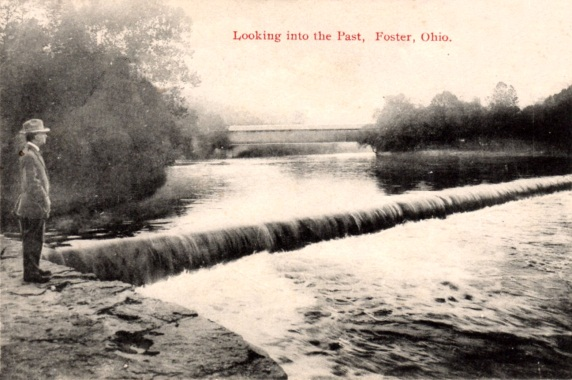 Looking into the Past, Foster, Ohio.